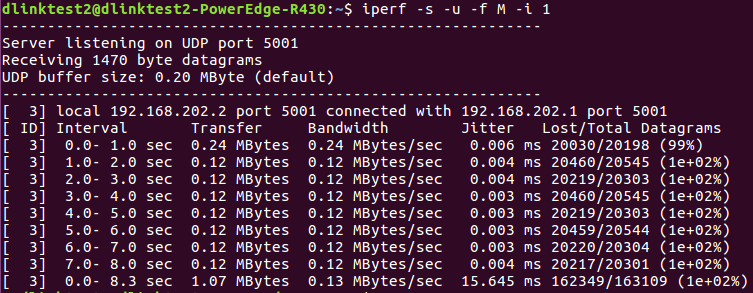 dlinktest2@dlinktest2-PowerEdge-R430:~$ iperf -s -u -f M -i 1
------------------------------------------------------------
Server listening on UDP port 5001
Receiving 1470 byte datagrams
UDP buffer size: 0.20 MByte (default)
------------------------------------------------------------
[  3] local 192.168.202.2 port 5001 connected with 192.168.202.1 port 5001
[ ID] Interval       Transfer     Bandwidth        Jitter   Lost/Total Datagrams
[  3]  0.0- 1.0 sec  0.24 MBytes  0.24 MBytes/sec   0.006 ms 20030/20198 (99%)
[  3]  1.0- 2.0 sec  0.12 MBytes  0.12 MBytes/sec   0.004 ms 20460/20545 (1e+02%)
[  3]  2.0- 3.0 sec  0.12 MBytes  0.12 MBytes/sec   0.004 ms 20219/20303 (1e+02%)
[  3]  3.0- 4.0 sec  0.12 MBytes  0.12 MBytes/sec   0.003 ms 20460/20545 (1e+02%)
[  3]  4.0- 5.0 sec  0.12 MBytes  0.12 MBytes/sec   0.003 ms 20219/20303 (1e+02%)
[  3]  5.0- 6.0 sec  0.12 MBytes  0.12 MBytes/sec   0.003 ms 20459/20544 (1e+02%)
[  3]  6.0- 7.0 sec  0.12 MBytes  0.12 MBytes/sec   0.003 ms 20220/20304 (1e+02%)
[  3]  7.0- 8.0 sec  0.12 MBytes  0.12 MBytes/sec   0.004 ms 20217/20301 (1e+02%)
[  3]  0.0- 8.3 sec  1.07 MBytes  0.13 MBytes/sec  15.645 ms 162349/163109 (1e+02%)